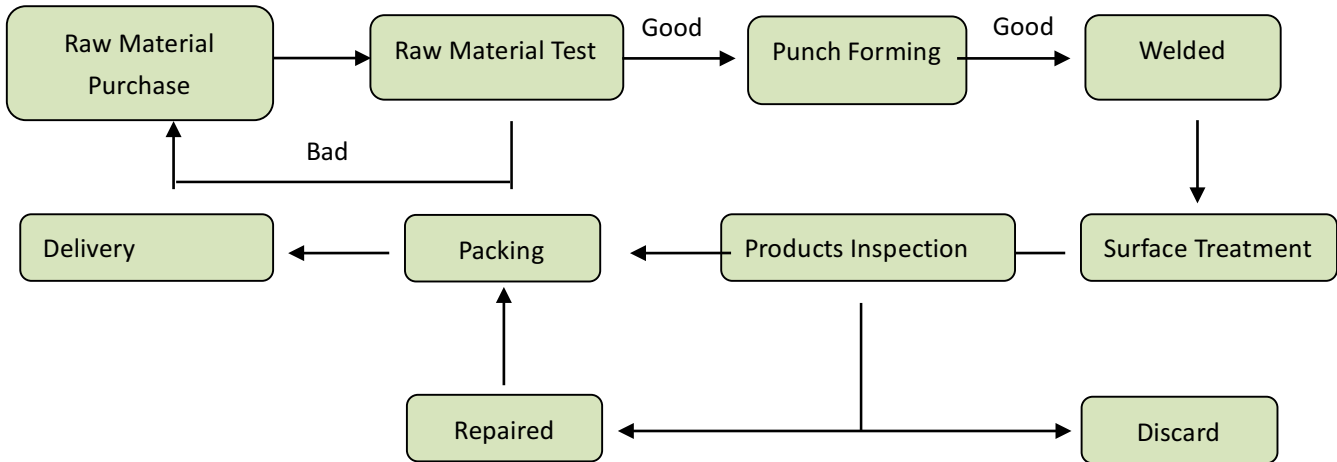 Raw Material
Purchase
Raw Material Test
Good
Punch Forming
Good
Welded
Bad
Delivery
Packing
Products Inspection
Surface Treatment
Repaired
Discard